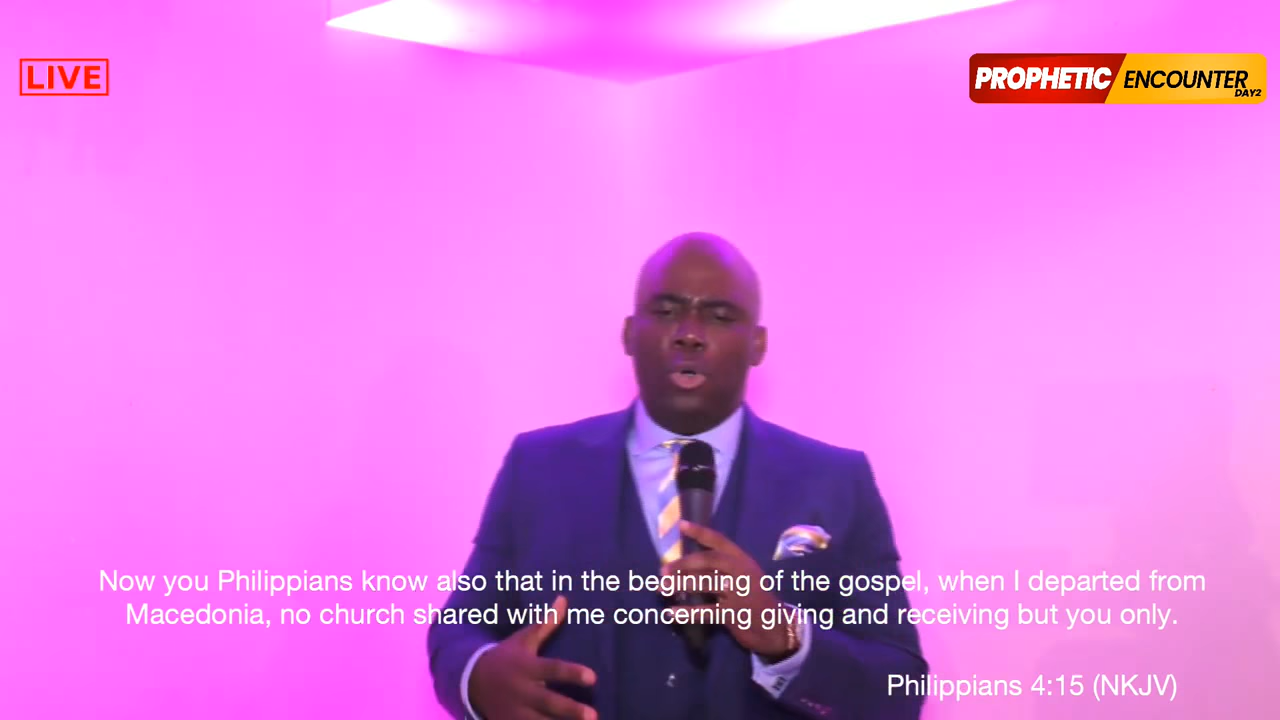 LIVE
PROPHETIC ENCOUNTER
DAY2
Now you Philippians know also that in the beginning of the gospel, when I departed from
Macedonia, no church shared with me concerning giving and receiving but you only.
Philippians 4:15 (NKJV)